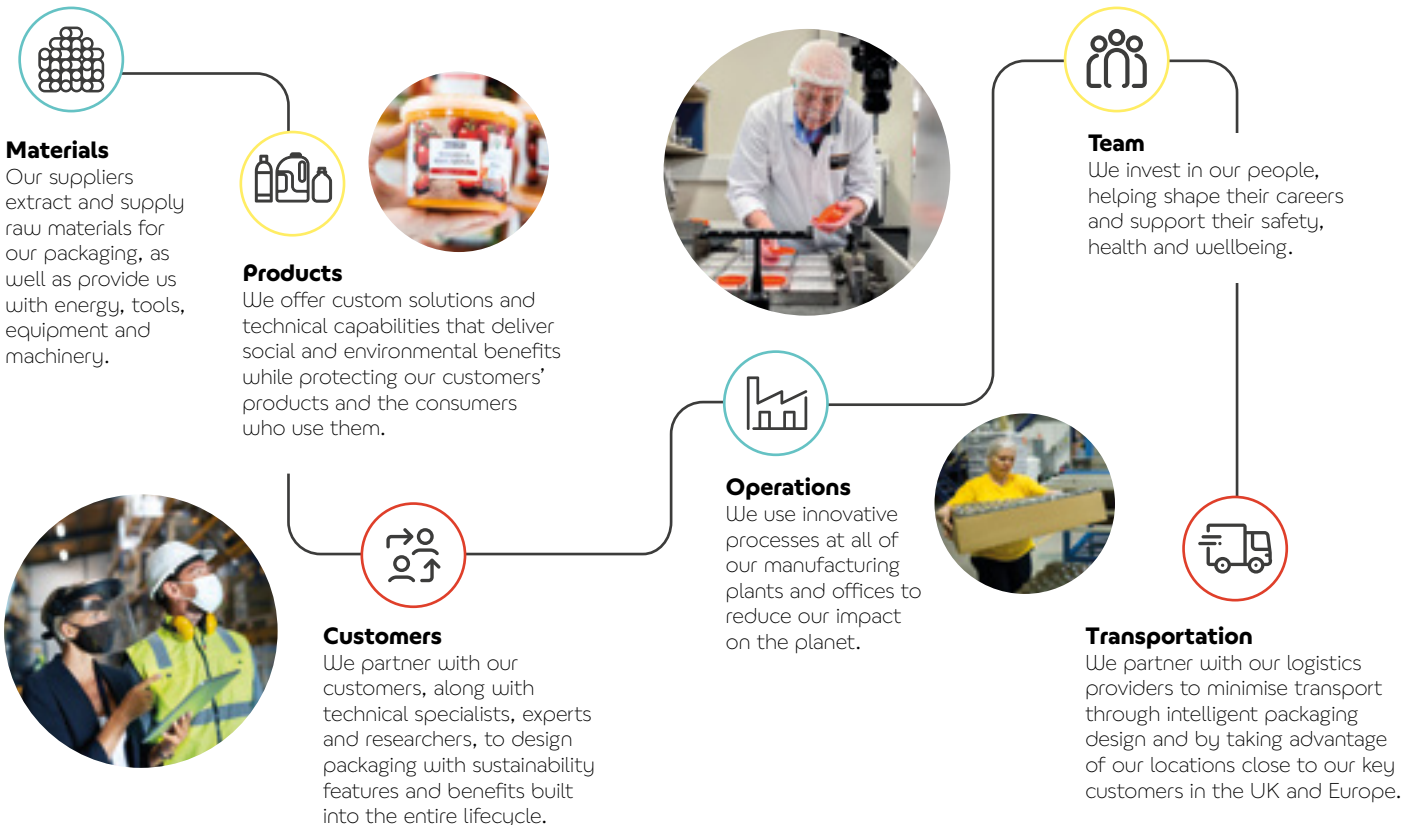 Materials
Our suppliers
extract and supply
raw materials for
our packaging, as
well as provide us
with energy, tools,
equipment and
machinery.
Products
We offer custom solutions and
technical capabilities that deliver
social and environmental benefits
while protecting our customers’
products and the consumers
who use them.
Customers
We partner with our
customers, along with
technical specialists, experts
and researchers, to design
packaging with sustainability
features and benefits built
into the entire lifecycle.
Operations
We use innovative
processes at all of
our manufacturing
plants and offices to
reduce our impact
on the planet.
Team
We invest in our people,
helping shape their careers
and support their safety,
health and wellbeing.
Transportation
We partner with our logistics
providers to minimise transport
through intelligent packaging
design and by taking advantage
of our locations close to our key
customers in the UK and Europe.